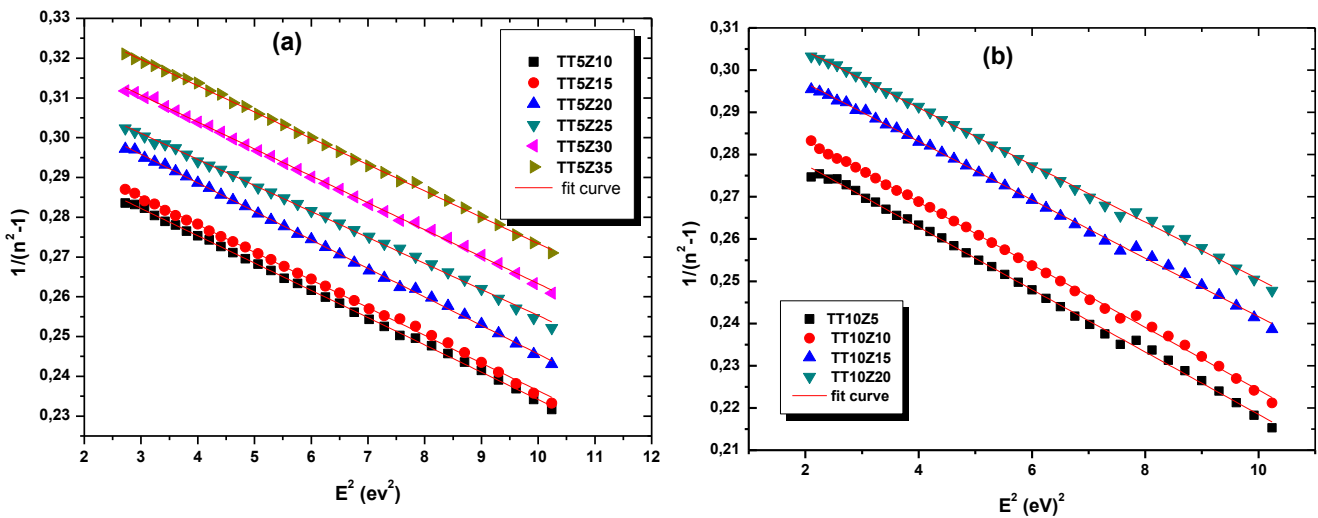 (a)
0,33
0,32
0,31
0,30
0,29
0,28
0,27
0,26
0,25
0,24
0,23
1/(n²-1)
TT5Z10
TT5Z15
TT5Z20
TT5Z25
TT5Z30
TT5Z35
fit curve
2 3 4 5 6 7 8 9 10 11 12
E² (ev²)
(b)
0,31
0,30
0,29
0,28
0,27
0,26
0,25
0,24
0,23
0,22
0,21
1/(n²-1)
TT10Z5
TT10Z10
TT10Z15
TT10Z20
fit curve
2 4 6 8 10
E² (eV)²